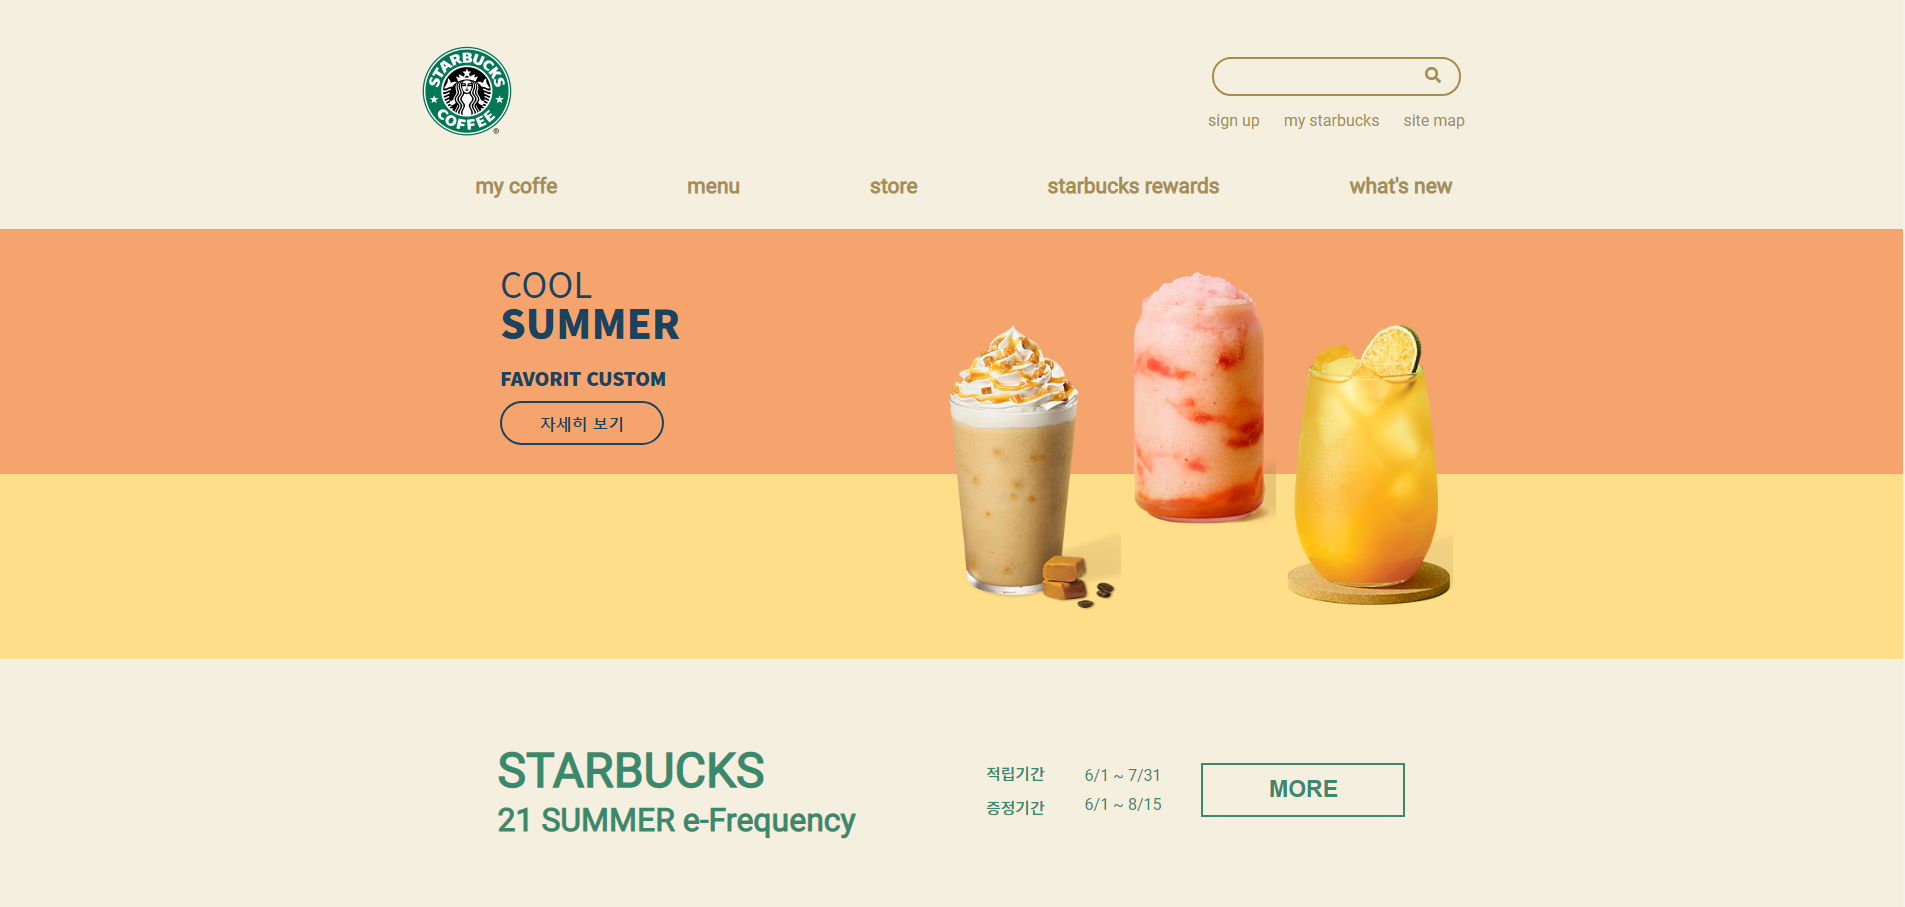 STARBUCKS
COFFEE
®
sign up my starbucks site map
my coffe menu store starbucks rewards what's new
COOL
SUMMER
FAVORIT CUSTOM
자세히 보기
STARBUCKS
21 SUMMER e-Frequency
적립기간 6/1 ~ 7/31
증정기간 6/1 ~ 8/15
MORE